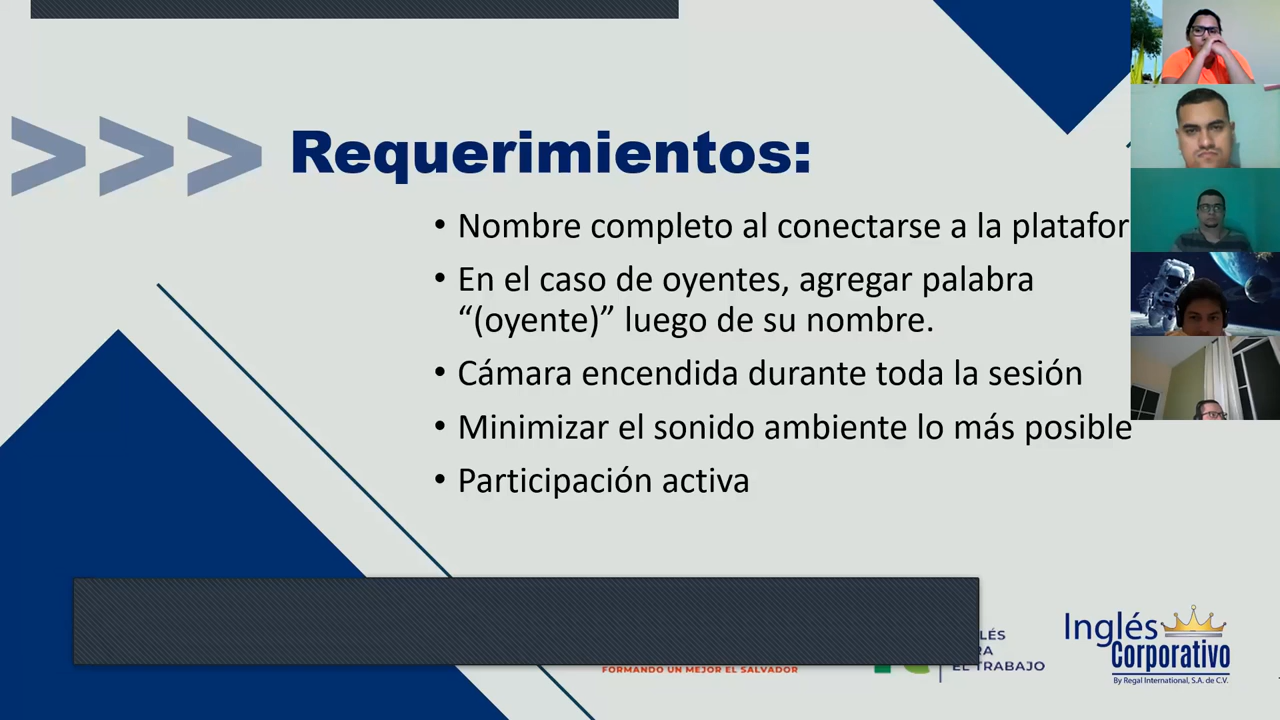 >>> Requerimientos:
• Nombre completo al conectarse a la platafor
• En el caso de oyentes, agregar palabra
“(oyente)” luego de su nombre.
• Cámara encendida durante toda la sesión
• Minimizar el sonido ambiente lo más posible
• Participación activa
FORMANDO UN MEJOR EL SALVADOR
EL TRABAJO
Inglés
Corporativo
By Regal International, S.A. de C.V.